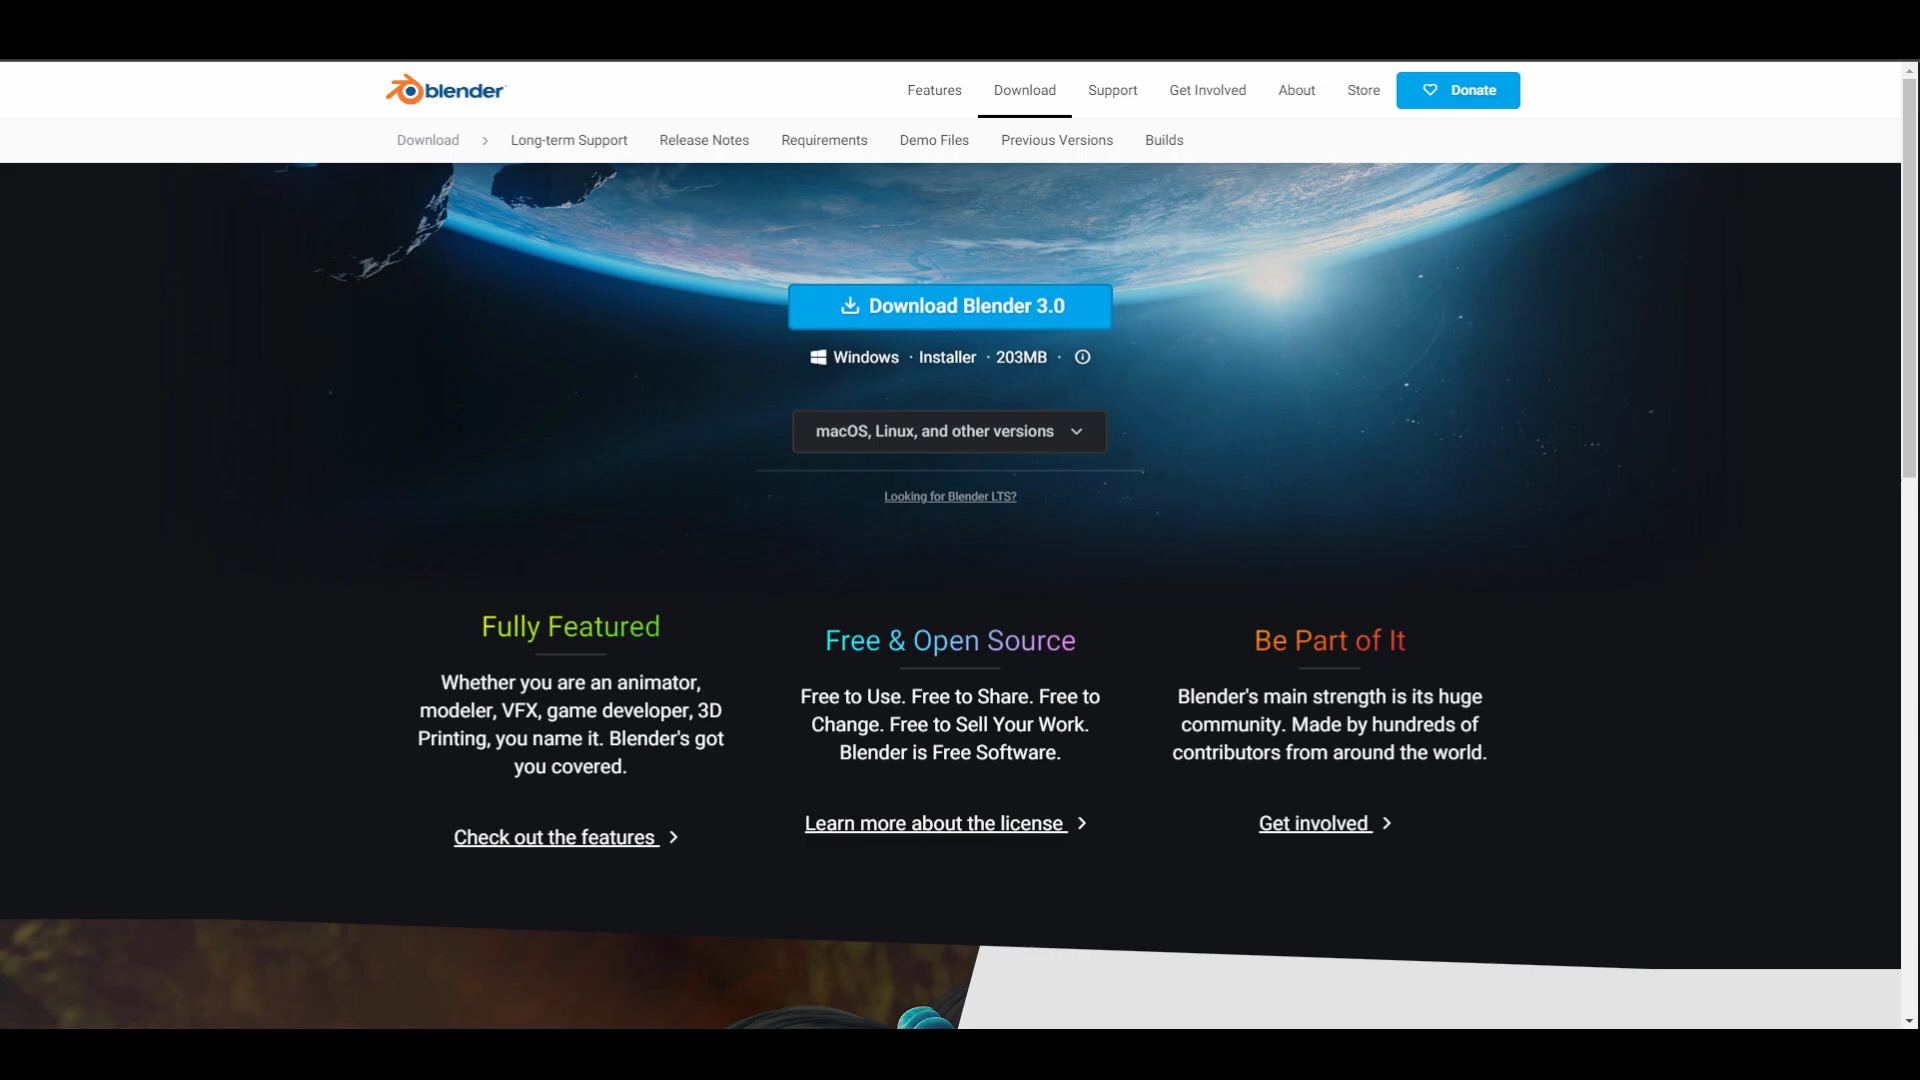 blender
Features Download Support Get Involved About Store Donate
Download Long-term Support Release Notes Requirements Demo Files Previous Versions Builds
Download Blender 3.0
Windows · Installer · 203MB ·
macOS, Linux, and other versions
Looking for Blender LTS?
Fully Featured
Whether you are an animator,
modeler, VFX, game developer, 3D
Printing, you name it. Blender's got
you covered.
Check out the features
Free & Open Source
Free to Use. Free to Share. Free to
Change. Free to Sell Your Work.
Blender is Free Software.
Learn more about the license
Be Part of It
Blender's main strength is its huge
community. Made by hundreds of
contributors from around the world.
Get involved